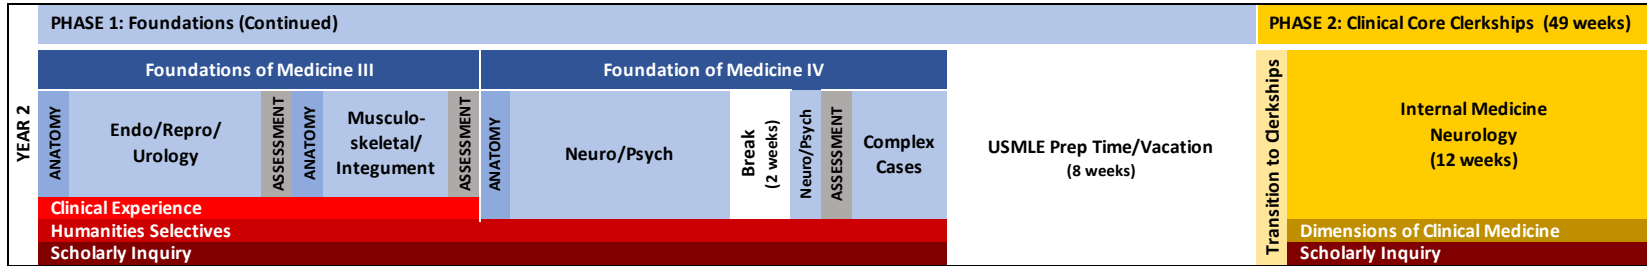 YEAR 2
PHASE 1: Foundations (Continued)
PHASE 2: Clinical Core Clerkships (49 weeks)
Foundations of Medicine III
Foundation of Medicine IV
ANATOMY
Endo/Repro/
Urology
ASSESSMENT
ANATOMY
Musculo-
skeletal/
Integument
ASSESSMENT
ANATOMY
Neuro/Psych
Break
(2 weeks)
Neuro/Psych
ASSESSMENT
Complex
Cases
USMLE Prep Time/Vacation
(8 weeks)
Transition to Clerkships
Internal Medicine
Neurology
(12 weeks)
Clinical Experience
Humanities Selectives
Dimensions of Clinical Medicine
Scholarly Inquiry
Scholarly Inquiry